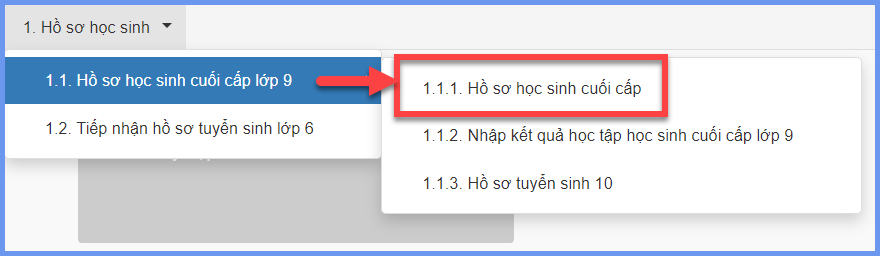 1. Hồ sơ học sinh
1.1. Hồ sơ học sinh cuối cấp lớp 9
1.2. Tiếp nhận hồ sơ tuyển sinh lớp 6
1.1.1. Hồ sơ học sinh cuối cấp
1.1.2. Nhập kết quả học tập học sinh cuối cấp lớp 9
1.1.3. Hồ sơ tuyển sinh 10